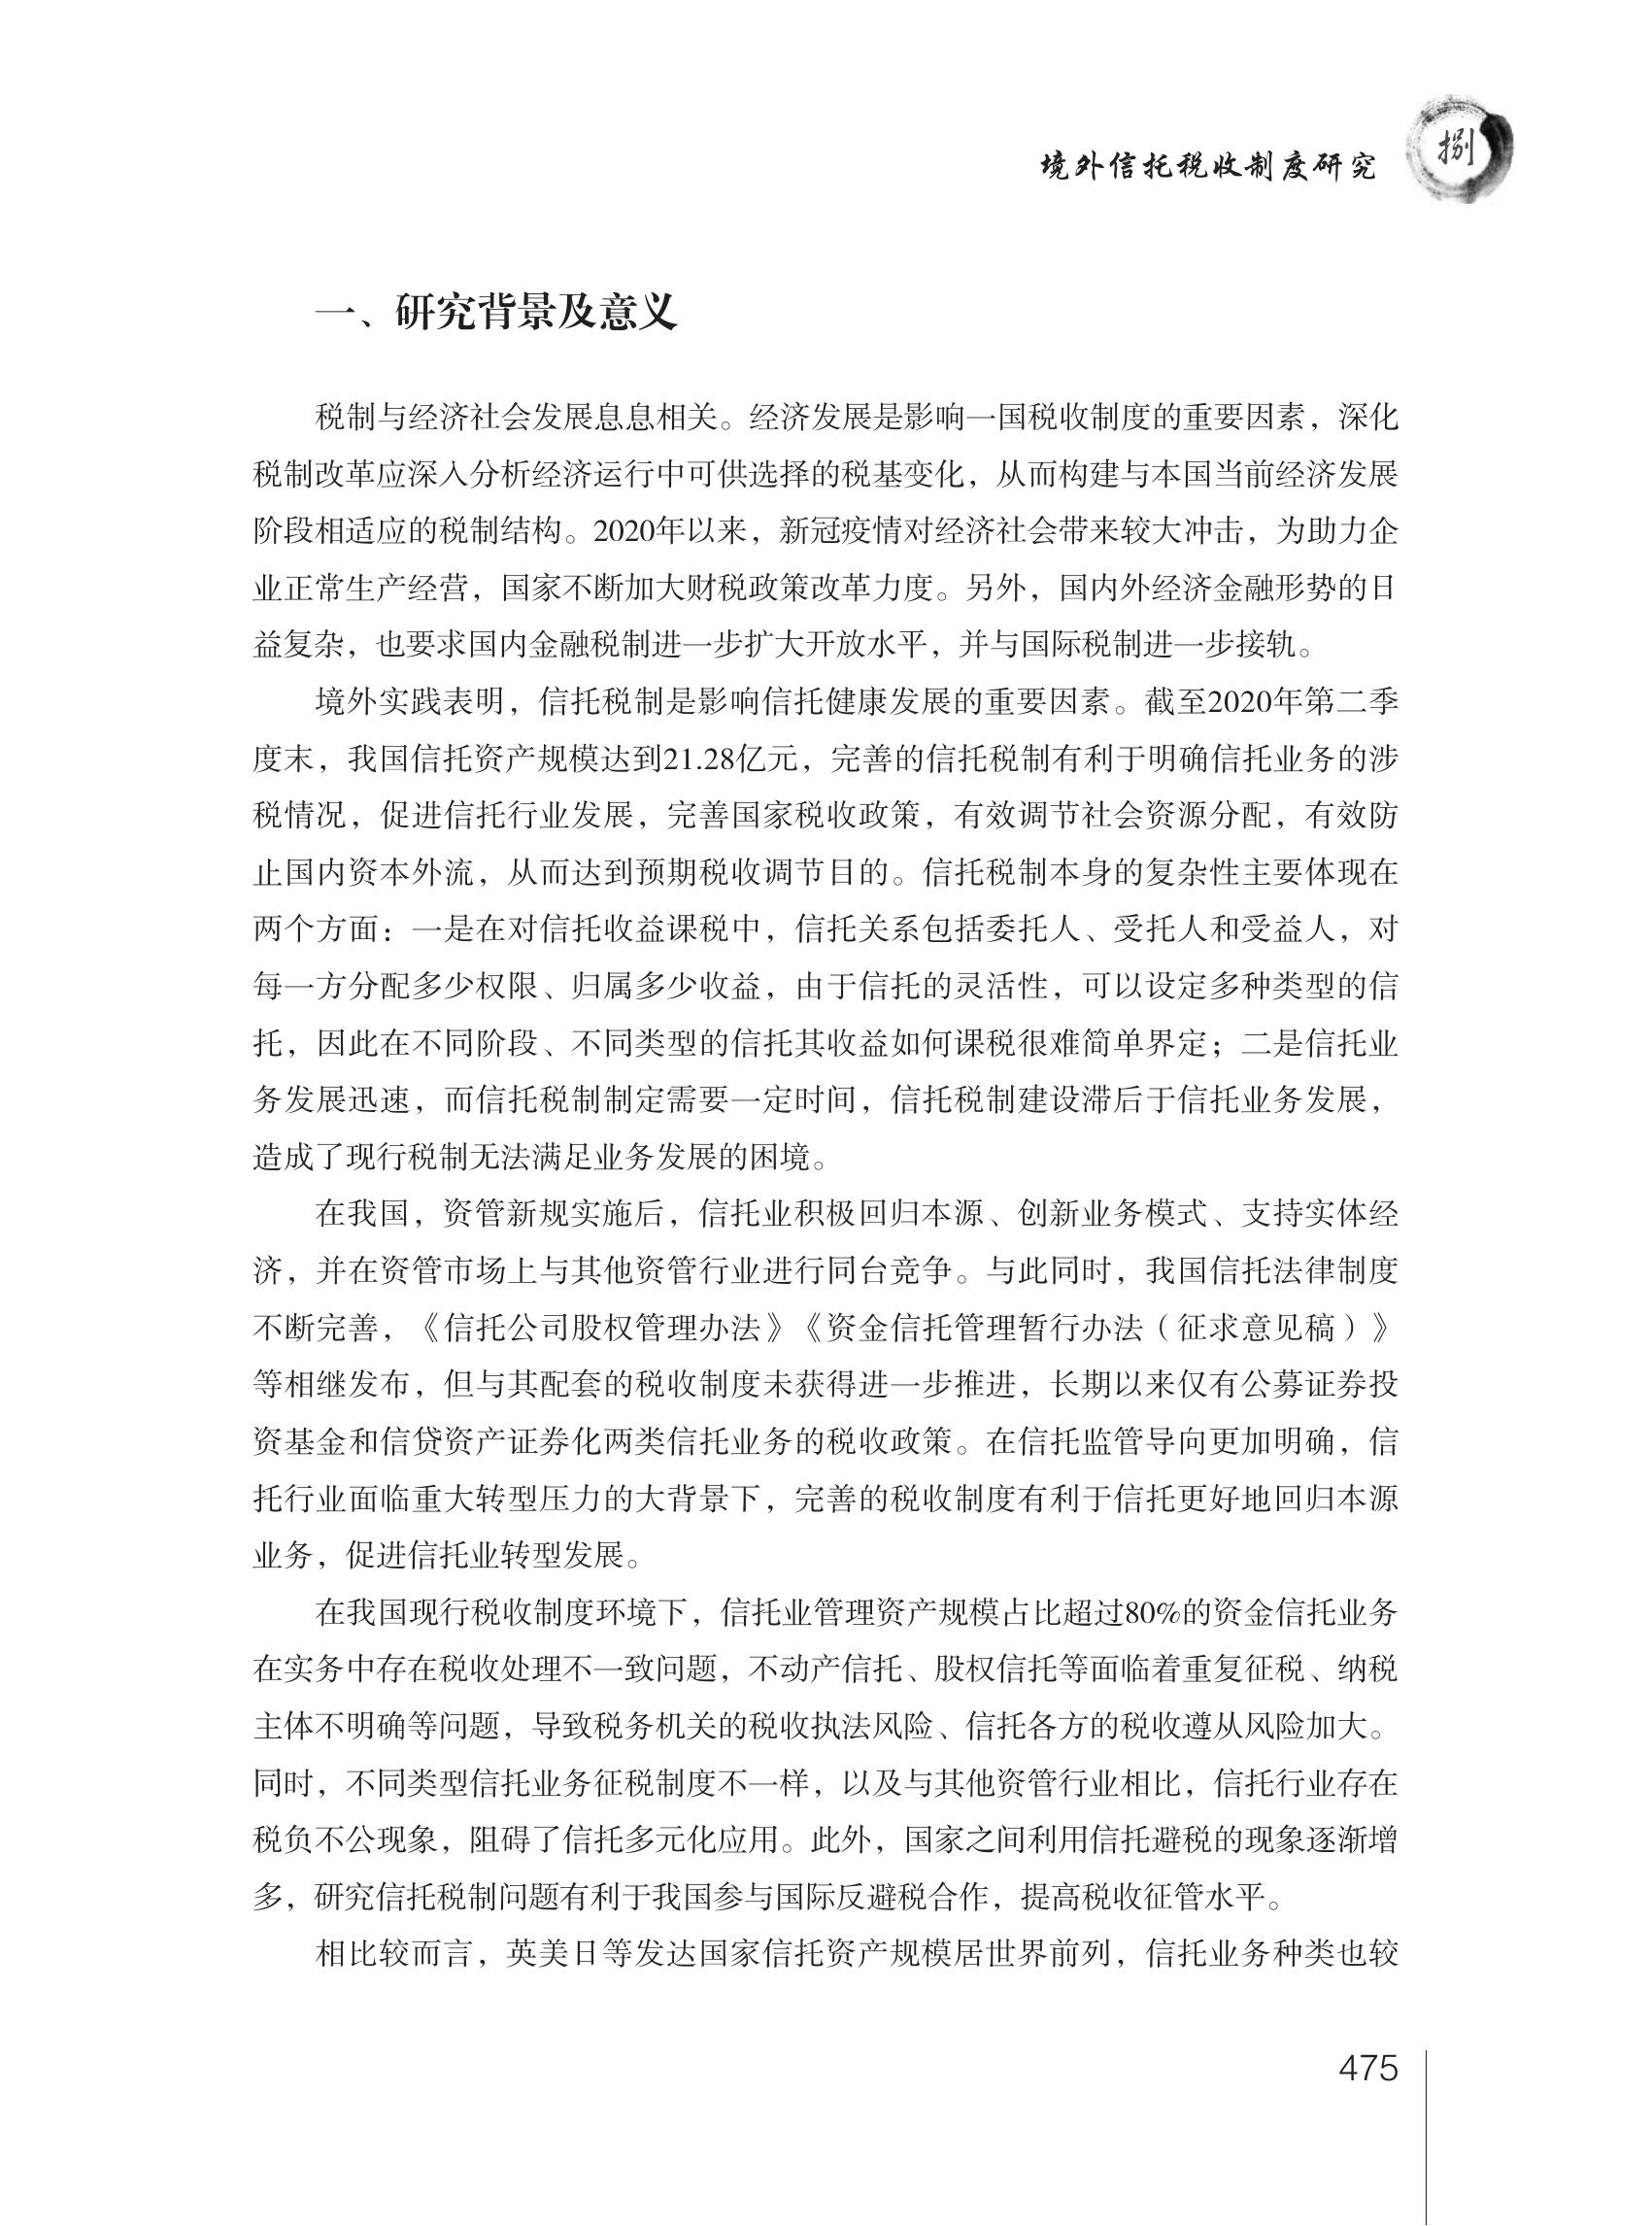 境外信托税收制度研究
捌
一、研究背景及意义
税制与经济社会发展息息相关。经济发展是影响一国税收制度的重要因素，深化
税制改革应深入分析经济运行中可供选择的税基变化，从而构建与本国当前经济发展
阶段相适应的税制结构。2020年以来，新冠疫情对经济社会带来较大冲击，为助力企
业正常生产经营，国家不断加大财税政策改革力度。另外，国内外经济金融形势的日
益复杂，也要求国内金融税制进一步扩大开放水平，并与国际税制进一步接轨。
境外实践表明，信托税制是影响信托健康发展的重要因素。截至2020年第二季
度末，我国信托资产规模达到21.28亿元，完善的信托税制有利于明确信托业务的涉
税情况，促进信托行业发展，完善国家税收政策，有效调节社会资源分配，有效防
止国内资本外流，从而达到预期税收调节目的。信托税制本身的复杂性主要体现在
两个方面：一是在对信托收益课税中，信托关系包括委托人、受托人和受益人，对
每一方分配多少权限、归属多少收益，由于信托的灵活性，可以设定多种类型的信
托，因此在不同阶段、不同类型的信托其收益如何课税很难简单界定；二是信托业
务发展迅速，而信托税制制定需要一定时间，信托税制建设滞后于信托业务发展，
造成了现行税制无法满足业务发展的困境。
在我国，资管新规实施后，信托业积极回归本源、创新业务模式、支持实体经
济，并在资管市场上与其他资管行业进行同台竞争。与此同时，我国信托法律制度
不断完善，《信托公司股权管理办法》《资金信托管理暂行办法（征求意见稿）》
等相继发布，但与其配套的税收制度未获得进一步推进，长期以来仅有公募证券投
资基金和信贷资产证券化两类信托业务的税收政策。在信托监管导向更加明确，信
托行业面临重大转型压力的大背景下，完善的税收制度有利于信托更好地回归本源
业务，促进信托业转型发展。
在我国现行税收制度环境下，信托业管理资产规模占比超过80%的资金信托业务
在实务中存在税收处理不一致问题，不动产信托、股权信托等面临着重复征税、纳税
主体不明确等问题，导致税务机关的税收执法风险、信托各方的税收遵从风险加大。
同时，不同类型信托业务征税制度不一样，以及与其他资管行业相比，信托行业存在
税负不公现象，阻碍了信托多元化应用。此外，国家之间利用信托避税的现象逐渐增
多，研究信托税制问题有利于我国参与国际反避税合作，提高税收征管水平。
相比较而言，英美日等发达国家信托资产规模居世界前列，信托业务种类也较
475